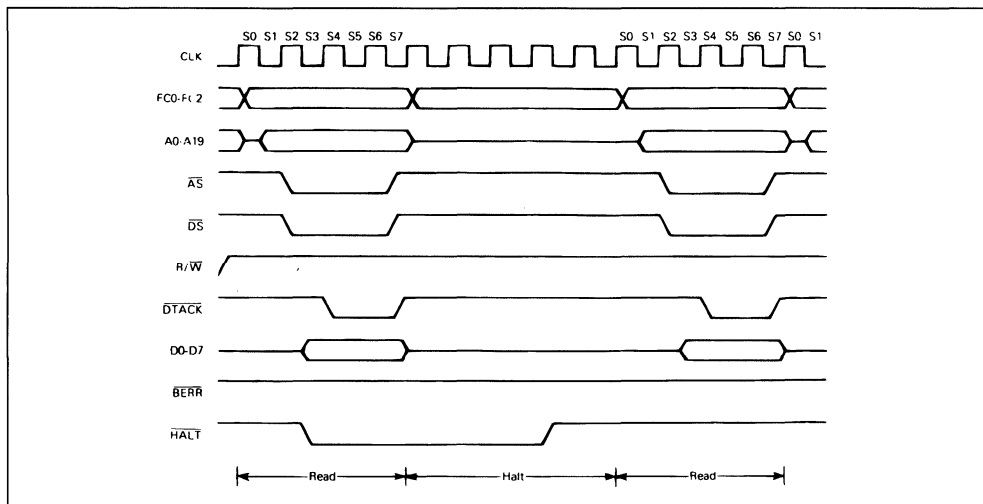 S0 S1 S2 S3 S4 S5 S6 S7 S0 S1 S2 S3 S4 S5 S6 S7 S0 S1
CLK
FC0-FC2
A0-A19
AS
DS
R/W
DTACK
D0-D7
BERR
HALT
Read Halt Read